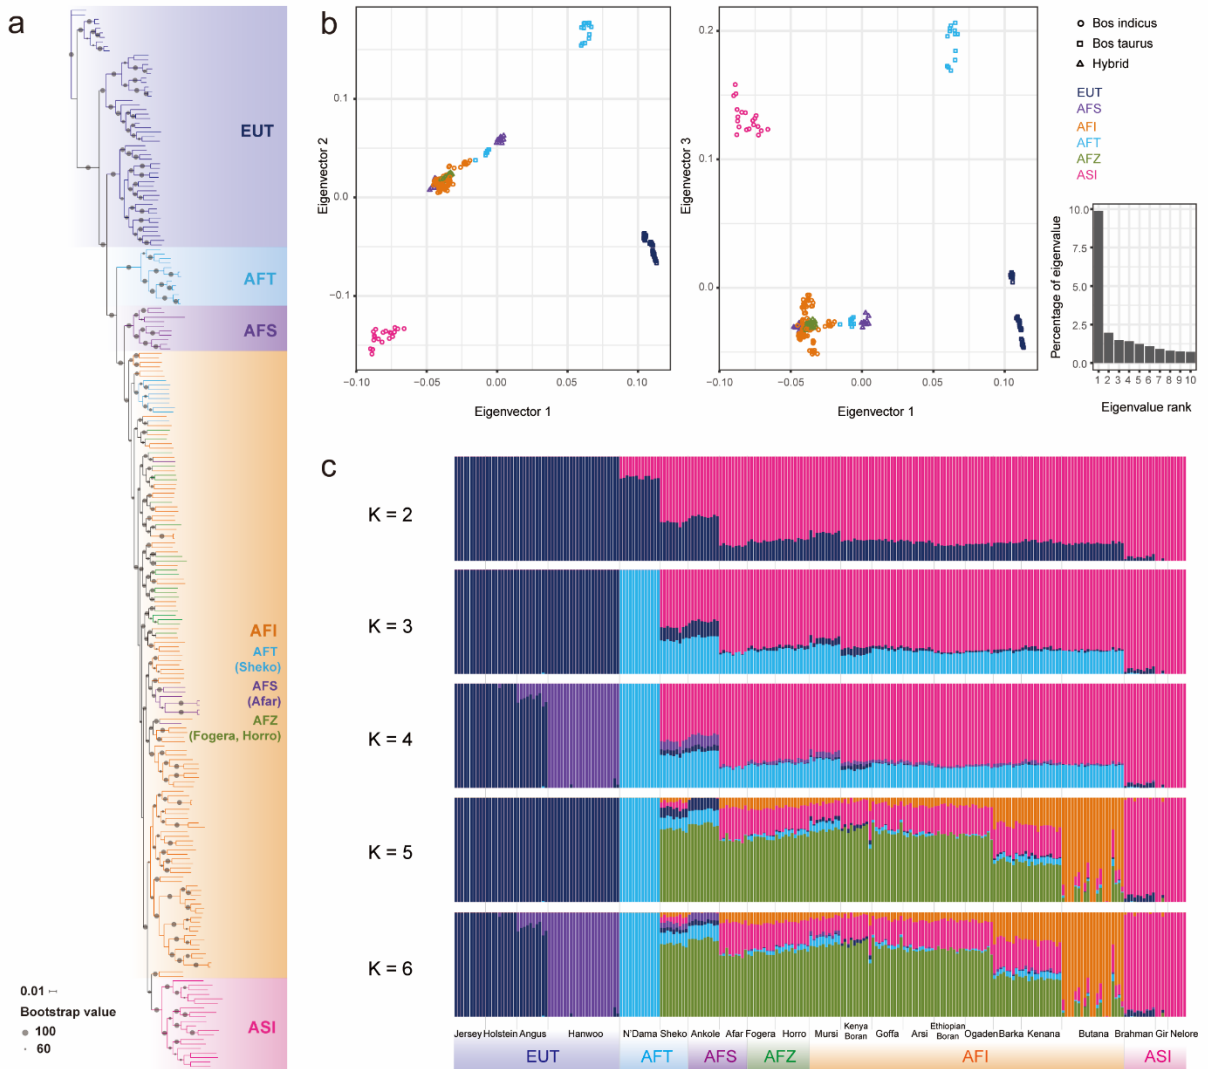 a
EUT
AFT
AFS
AFI
AFT
(Sheko)
AFS
(Afar)
AFZ
(Fogera, Horro)
ASI
0.01
Bootstrap value
100
60
b
Eigenvector 2
0.1
0.0
−0.1
−0.10
−0.05
0.00
0.05
0.10
Eigenvector 1
Eigenvector 3
0.2
0.1
0.0
−0.10
−0.05
0.00
0.05
0.10
Eigenvector 1
Bos indicus
Bos taurus
Hybrid
EUT
AFS
AFI
AFT
AFZ
ASI
Percentage of eigenvalue
10.0
7.5
5.0
2.5
0.0
1 2 3 4 5 6 7 8 9 10
Eigenvalue rank
c
K = 2
K = 3
K = 4
K = 5
K = 6
Jersey Holstein Angus Hanwoo N'Dama Sheko Ankole Afar Fogera Horro Mursi Kenya Boran Goffa Arsi Ethiopian Boran Ogaden Barka Kenana Butana Brahman Gir Nelore
EUT AFT AFS AFZ AFI ASI